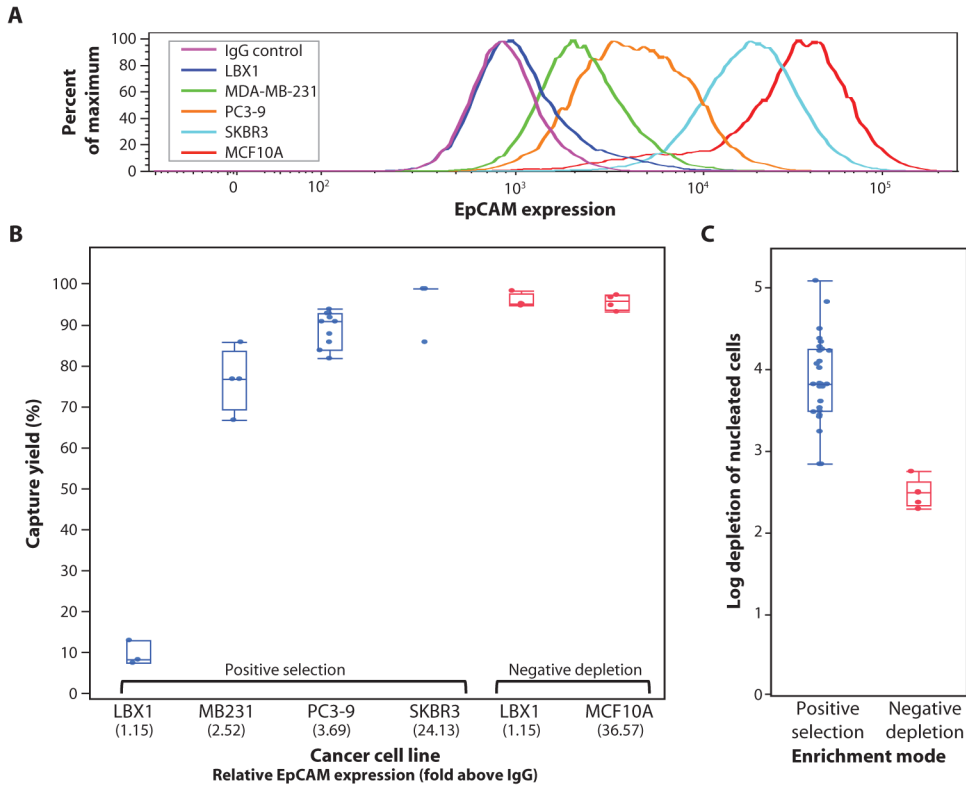 A
Percent
of maximum
100
80
60
40
20
0
IgG control
LBX1
MDA-MB-231
PC3-9
SKBR3
MCF10A
0
10²
10³
10⁴
10⁵
EpCAM expression
B
Capture yield (%)
100
90
80
70
60
50
40
30
20
10
0
Positive selection
Negative depletion
LBX1
MB231
PC3-9
SKBR3
LBX1
MCF10A
(1.15)
(2.52)
(3.69)
(24.13)
(1.15)
(36.57)
Cancer cell line
Relative EpCAM expression (fold above IgG)
C
Log depletion of nucleated cells
5
4
3
2
1
0
Positive
selection
Negative
depletion
Enrichment mode